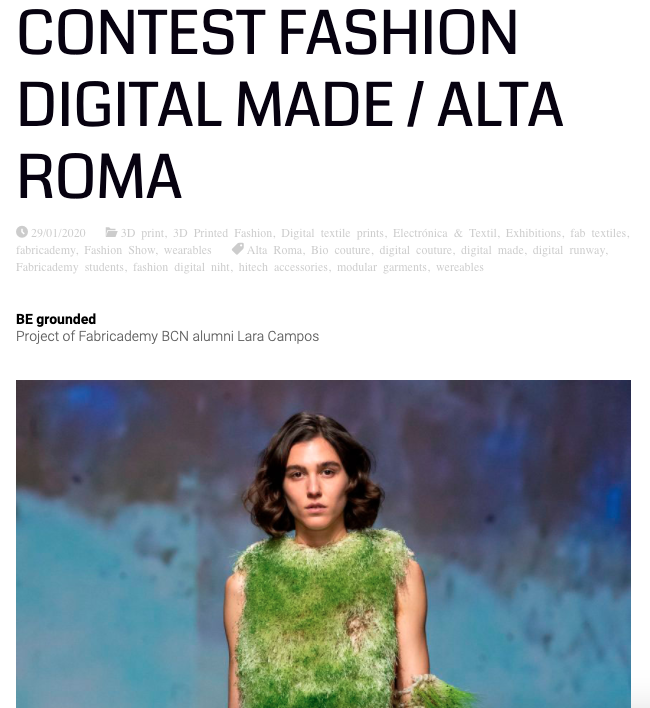 CONTEST FASHION
DIGITAL MADE / ALTA
ROMA
29/01/2020 3D print, 3D Printed Fashion, Digital textile prints, Electrónica & Textil, Exhibitions, fab textiles,
fabricademy, Fashion Show, wearables Alta Roma, Bio couture, digital couture, digital made, digital runway,
Fabricademy students, fashion digital niht, hitech accessories, modular garments, wereables
BE grounded
Project of Fabricademy BCN alumni Lara Campos